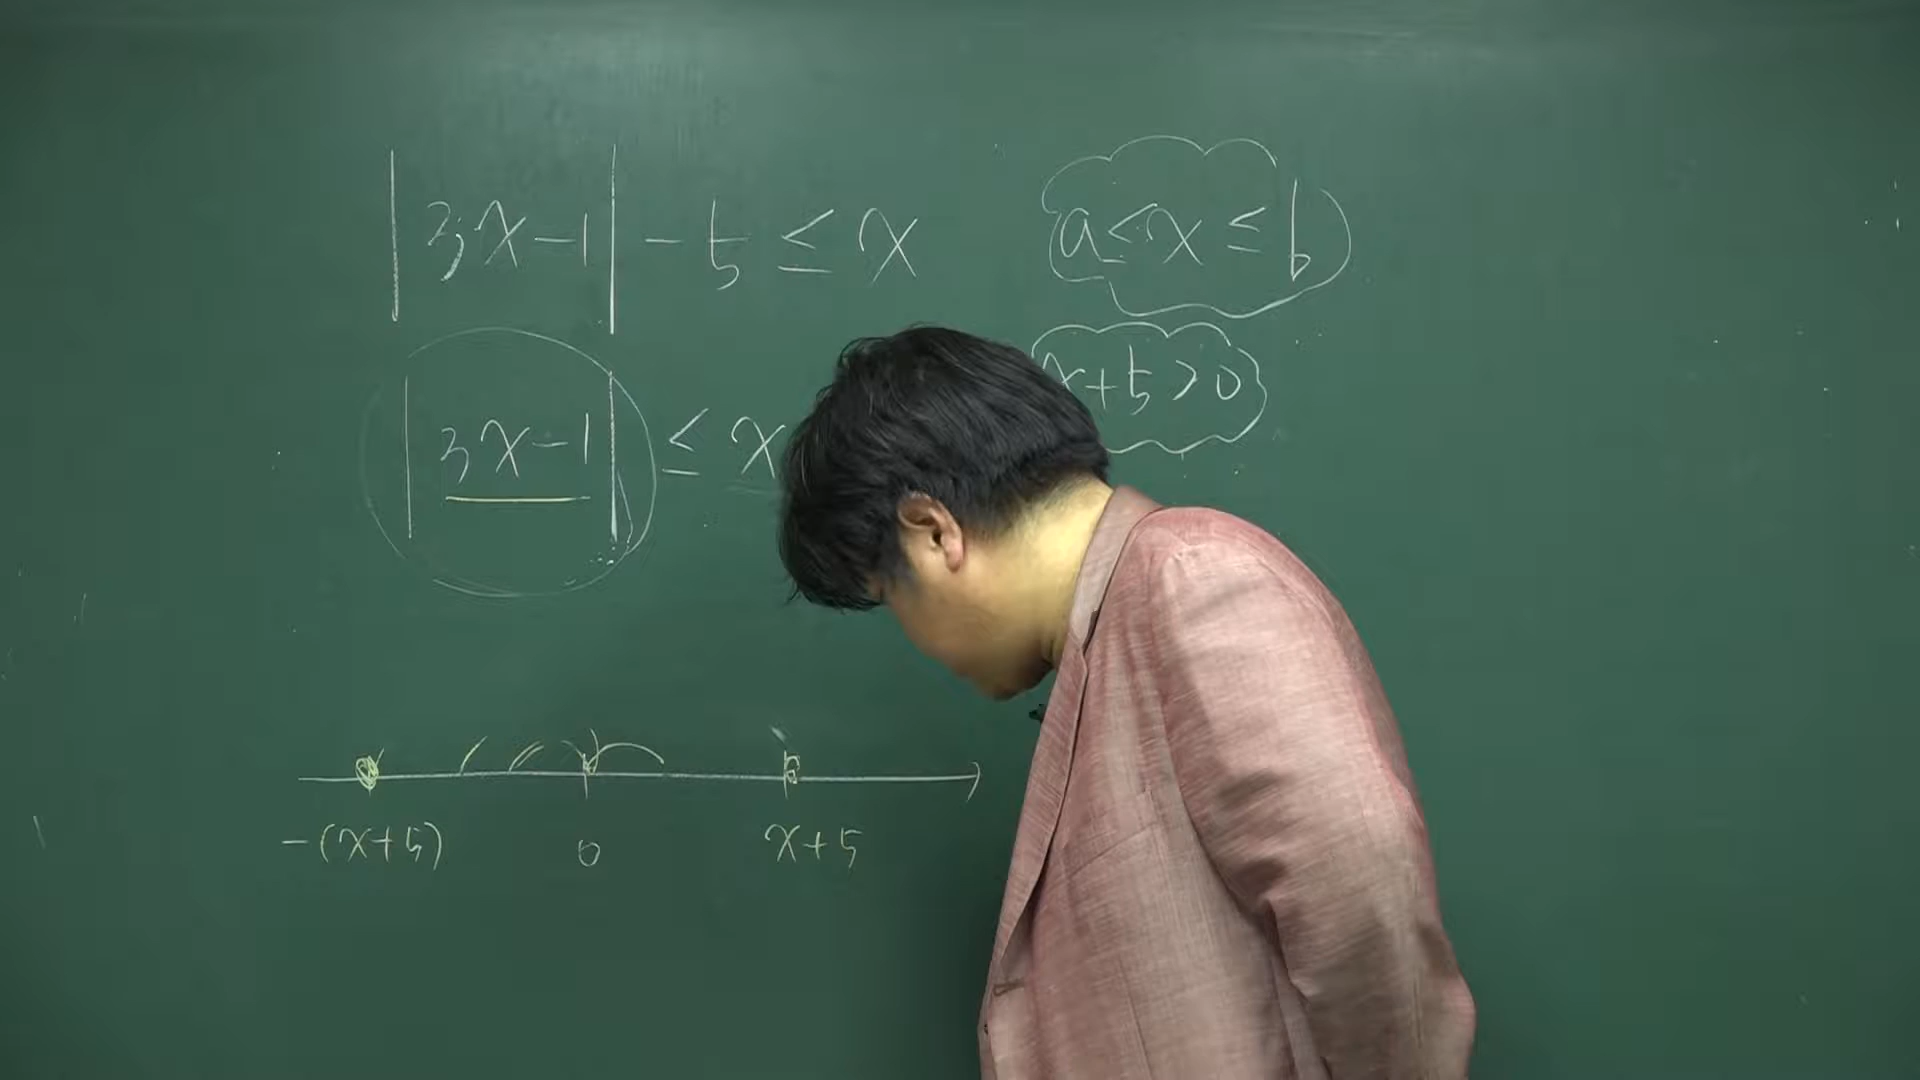 |3x-1| - 5 ≤ x
a < x ≤ b
x+5 > 0
|3x-1| ≤ x
-(x+5) 0 x+5